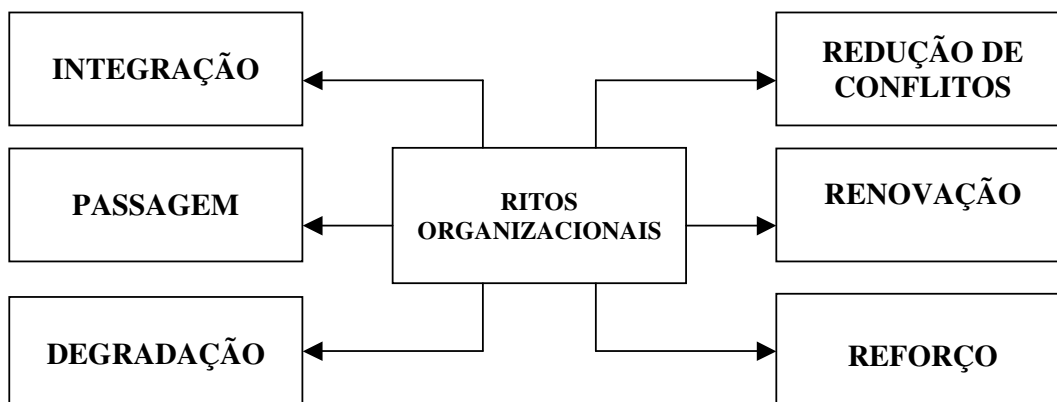 INTEGRAÇÃO
REDUÇÃO DE
CONFLITOS
PASSAGEM
RITOS
ORGANIZACIONAIS
RENOVAÇÃO
DEGRADAÇÃO
REFORÇO